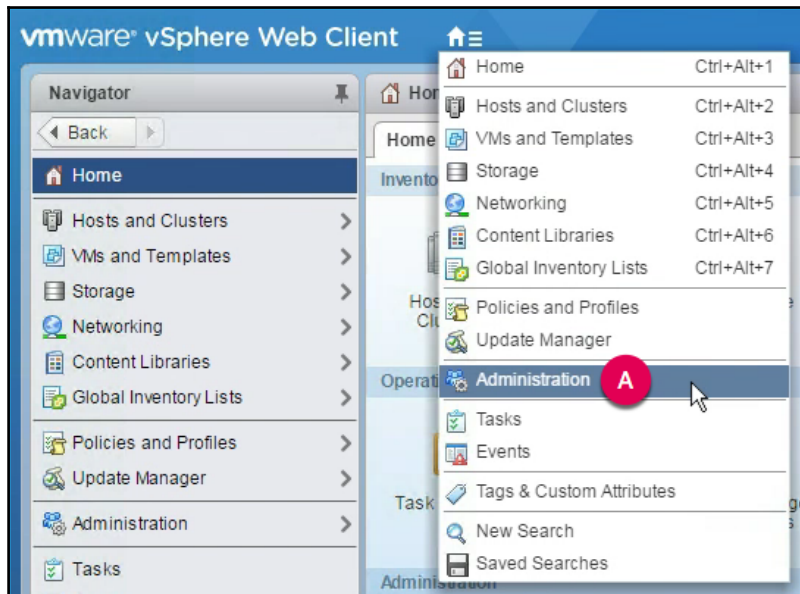 vmware® vSphere Web Client
Navigator
Back
Home
Hosts and Clusters
VMs and Templates
Storage
Networking
Content Libraries
Global Inventory Lists
Policies and Profiles
Update Manager
Administration
Tasks
Home
Home Ctrl+Alt+1
Hosts and Clusters Ctrl+Alt+2
VMs and Templates Ctrl+Alt+3
Storage Ctrl+Alt+4
Networking Ctrl+Alt+5
Content Libraries Ctrl+Alt+6
Global Inventory Lists Ctrl+Alt+7
Policies and Profiles
Update Manager
Administration A
Tasks
Events
Tags & Custom Attributes
New Search
Saved Searches
Task